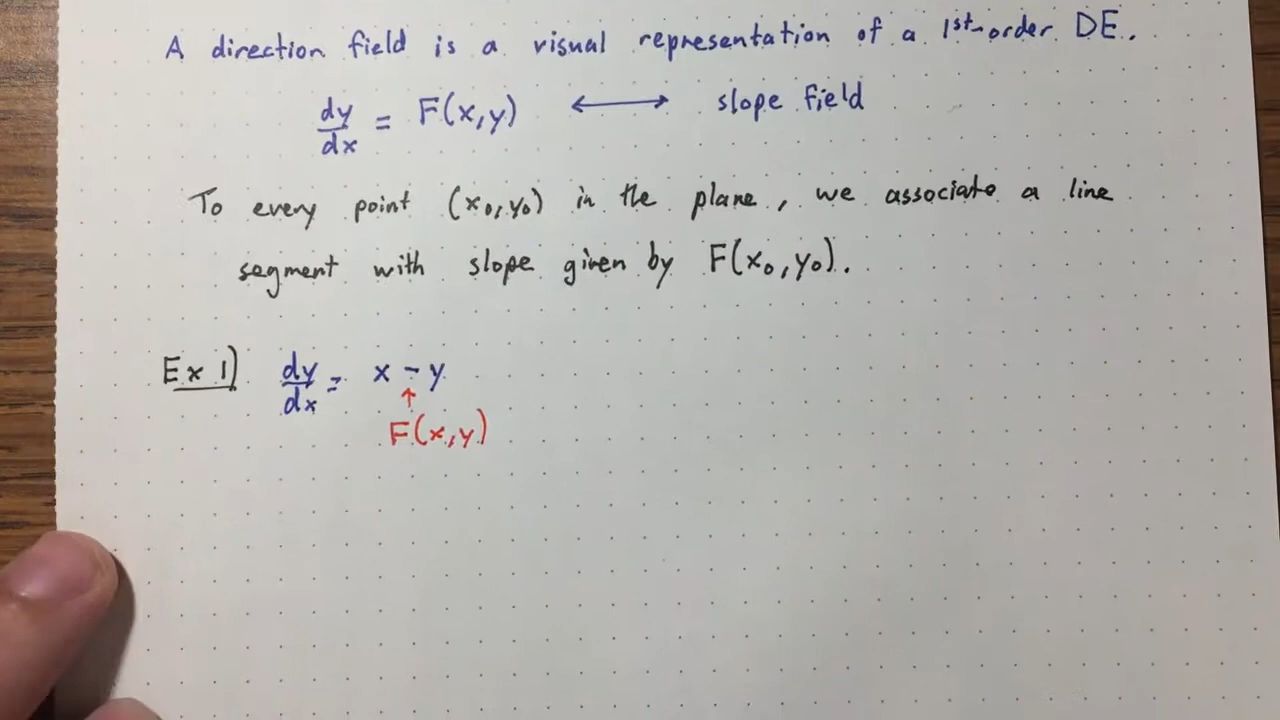 A direction field is a visual representation of a 1st-order DE.
dy/dx = F(x,y) ⟷ slope field
To every point (x₀,y₀) in the plane, we associate a line
segment with slope given by F(x₀,y₀).
Ex 1) dy/dx = x - y
↑
F(x,y)